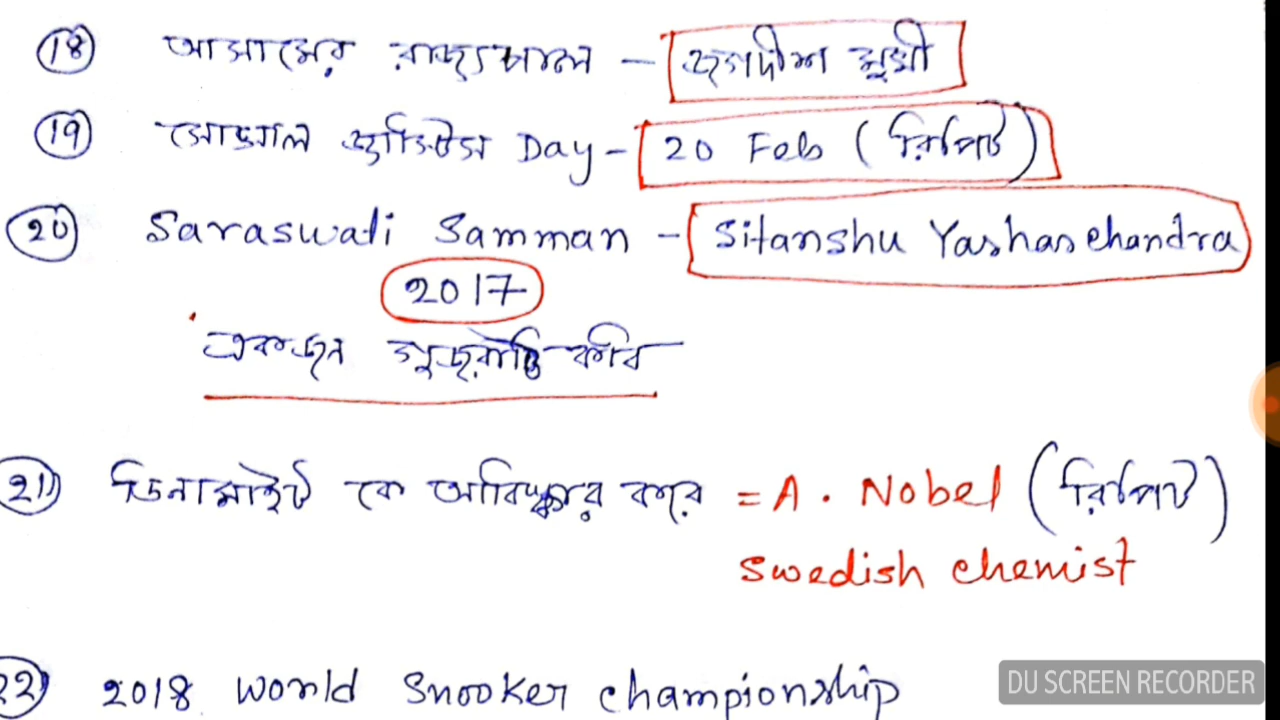 18 আসামের রাজ্যপাল – জগদীশ মুখী
19 সোস্যাল জাস্টিস Day – 20 Feb (রিপিট)
20 Saraswati Samman – Sitanshu Yashaschandra
2017
একজন গুজরাতি কবি
21 ডিনামাইট কে আবিষ্কার করে = A. Nobel (রিপিট)
Swedish chemist
22 2018 World Snooker championship
DU SCREEN RECORDER